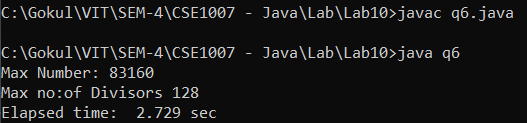 C:\Gokul\VIT\SEM-4\CSE1007 - Java\Lab\Lab10>javac q6.java
C:\Gokul\VIT\SEM-4\CSE1007 - Java\Lab\Lab10>java q6
Max Number: 83160
Max no:of Divisors 128
Elapsed time:  2.729 sec